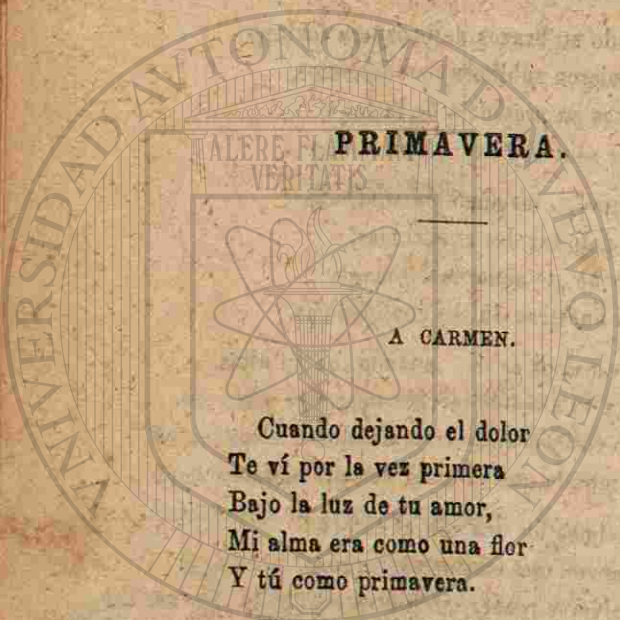 PRIMAVERA.
A CARMEN.
Cuando dejando el dolor
Te ví por la vez primera
Bajo la luz de tu amor,
Mi alma era como una flor
Y tú como primavera.
UNIVERSIDAD AUTONOMA DE NUEVO LEON
ALERE FLAMMAM
VERITATIS